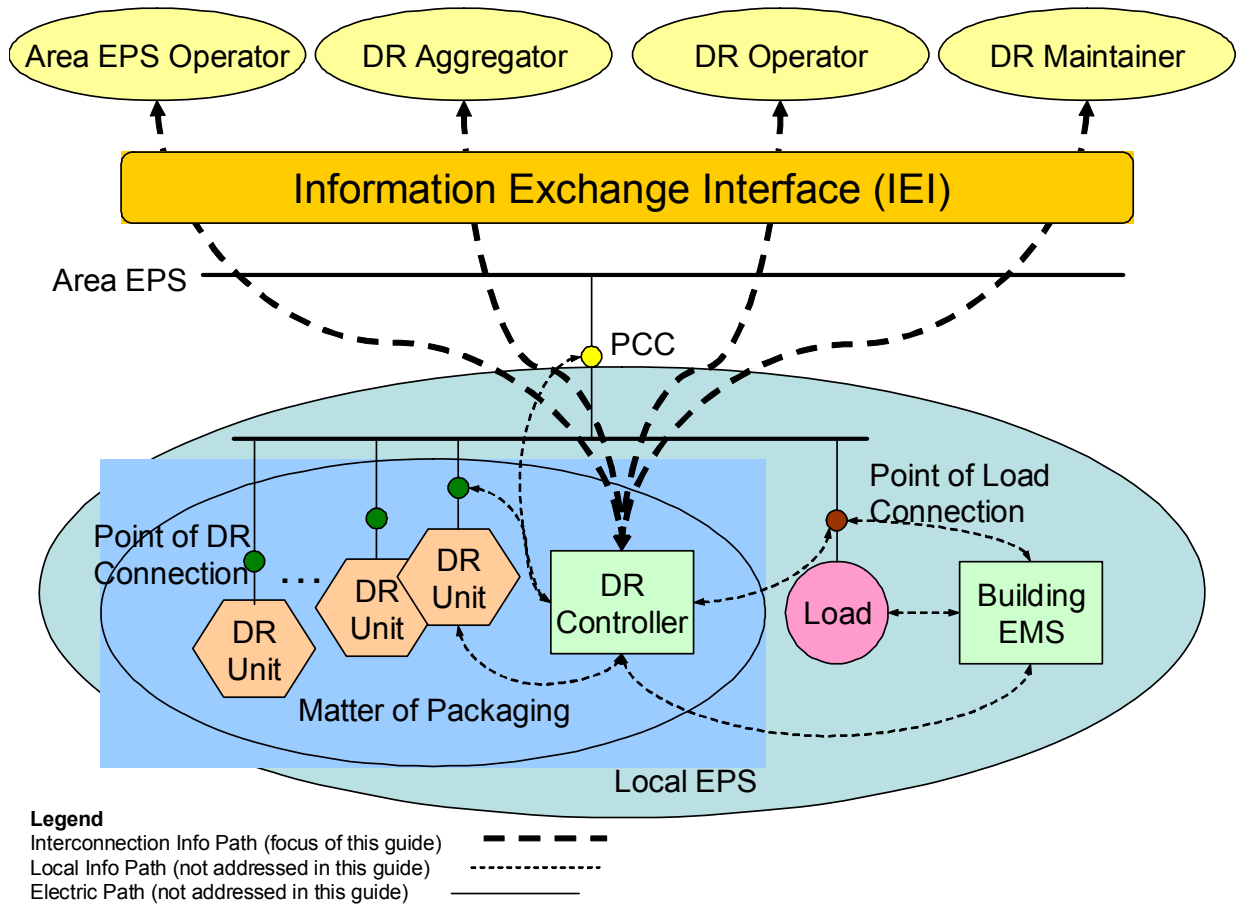 Area EPS Operator
DR Aggregator
DR Operator
DR Maintainer
Information Exchange Interface (IEI)
Area EPS
PCC
Point of Load
Connection
Point of DR
Connection
...
DR
Unit
DR
Unit
DR
Unit
DR
Controller
Load
Building
EMS
Matter of Packaging
Local EPS
Legend
Interconnection Info Path (focus of this guide)
Local Info Path (not addressed in this guide)
Electric Path (not addressed in this guide)